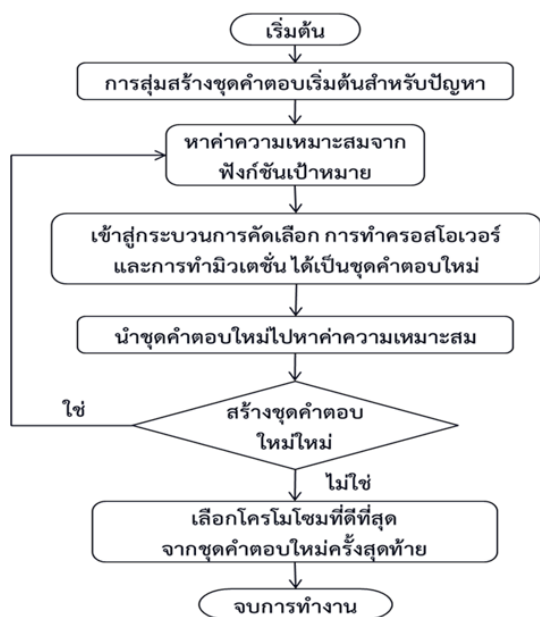 เริ่มต้น
การสุ่มสร้างชุดคำตอบเริ่มต้นสำหรับปัญหา
หาค่าความเหมาะสมจาก
ฟังก์ชันเป้าหมาย
เข้าสู่กระบวนการคัดเลือก การทำครอสโอเวอร์
และการทำมิวเตชั่น ได้เป็นชุดคำตอบใหม่
นำชุดคำตอบใหม่ไปหาค่าความเหมาะสม
ใช่
สร้างชุดคำตอบ
ใหม่ใหม่
ไม่ใช่
เลือกโครโมโซมที่ดีที่สุด
จากชุดคำตอบใหม่ครั้งสุดท้าย
จบการทำงาน